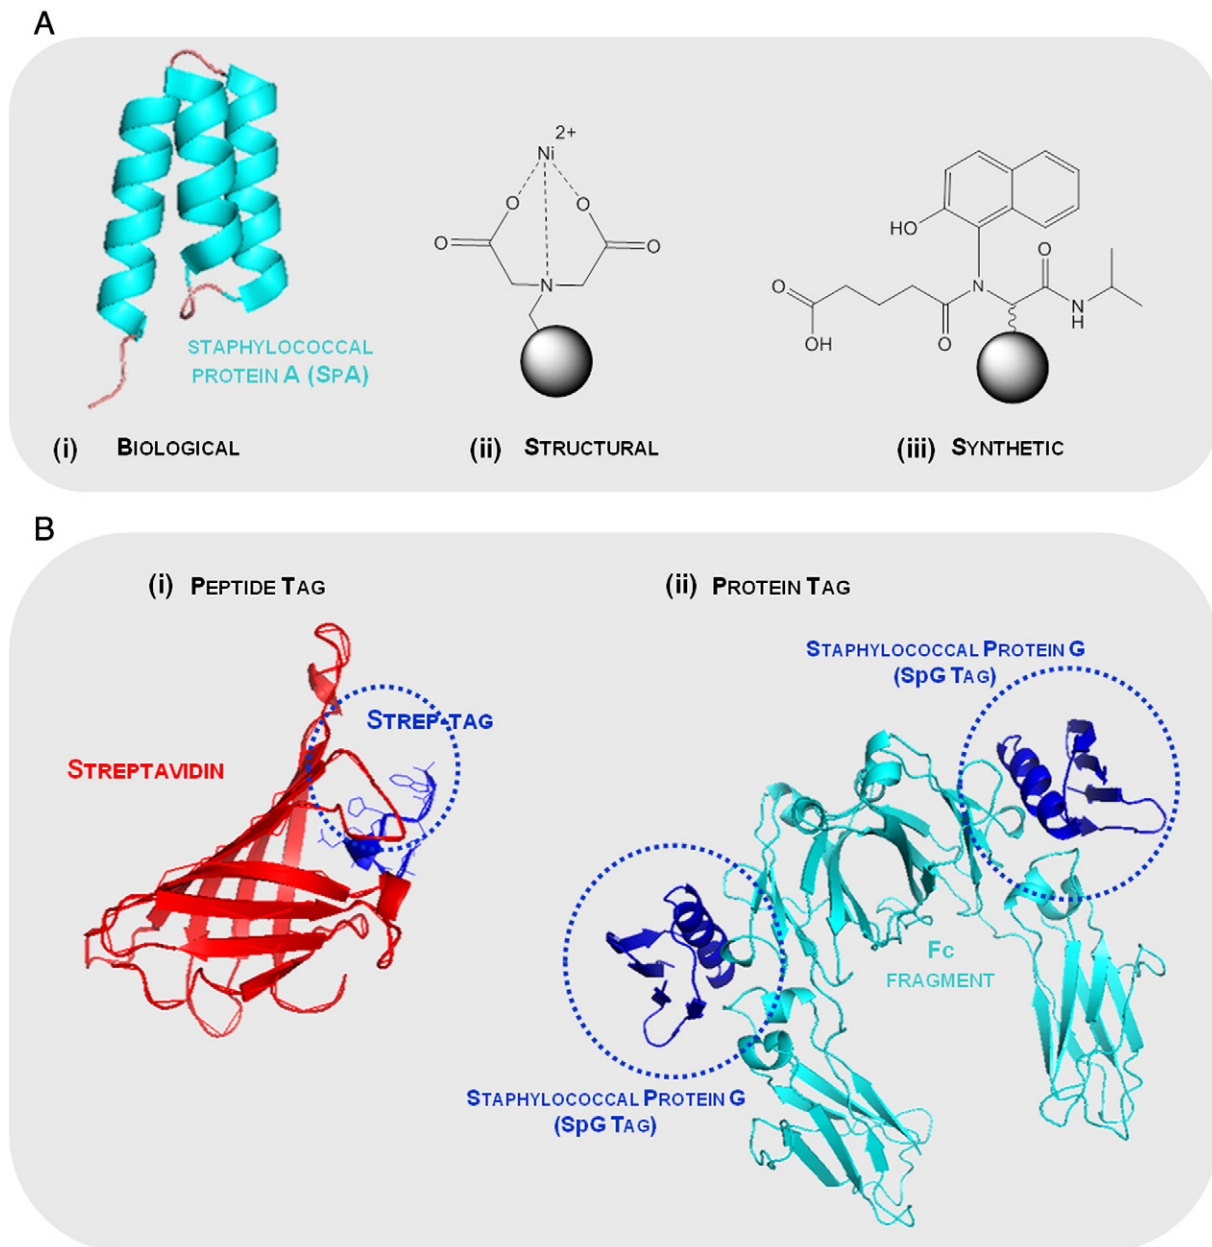 A
STAPHYLOCOCCAL
PROTEIN A (SPA)
Ni 2+
O O
O O
N
HO
O
O N N
H
OH O
(i) BIOLOGICAL
(ii) STRUCTURAL
(iii) SYNTHETIC
B
(i) PEPTIDE TAG
STREP-TAG
STREPTAVIDIN
(ii) PROTEIN TAG
STAPHYLOCOCCAL PROTEIN G
(SpG TAG)
Fc
FRAGMENT
STAPHYLOCOCCAL PROTEIN G
(SpG TAG)